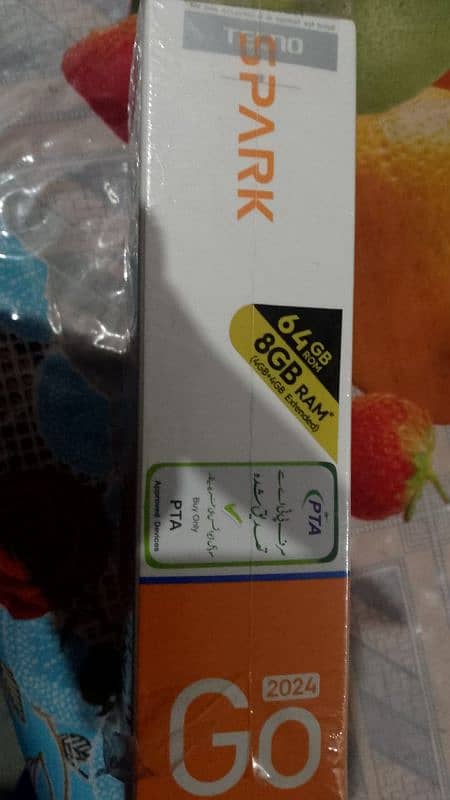 TECNO
SPARK
64GB
ROM
8GB RAM*
(4GB+4GB Extended)
PTA
Buy Only
PTA
Approved Devices
2024
Go